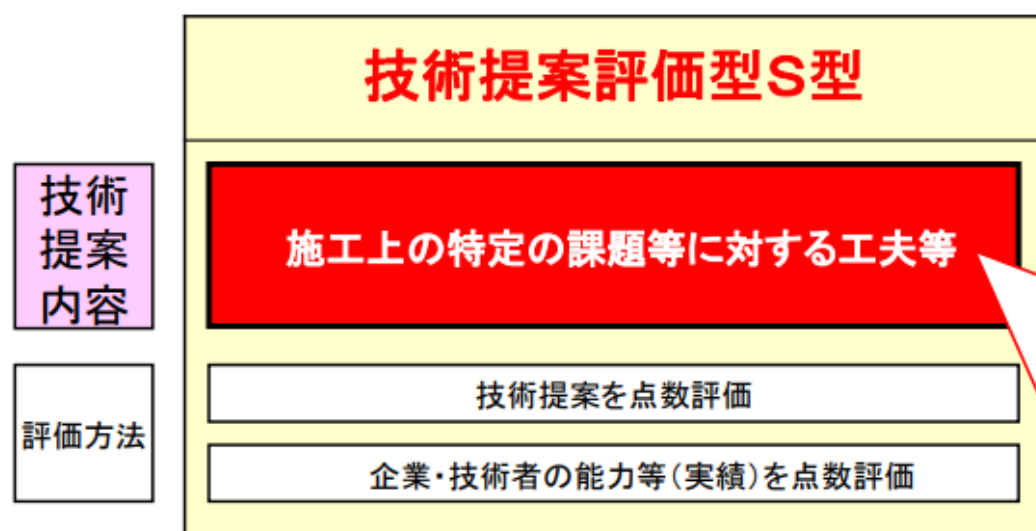 技術提案評価型S型
技術
提案
内容
施工上の特定の課題等に対する工夫等
評価方法
技術提案を点数評価
企業・技術者の能力等(実績)を点数評価